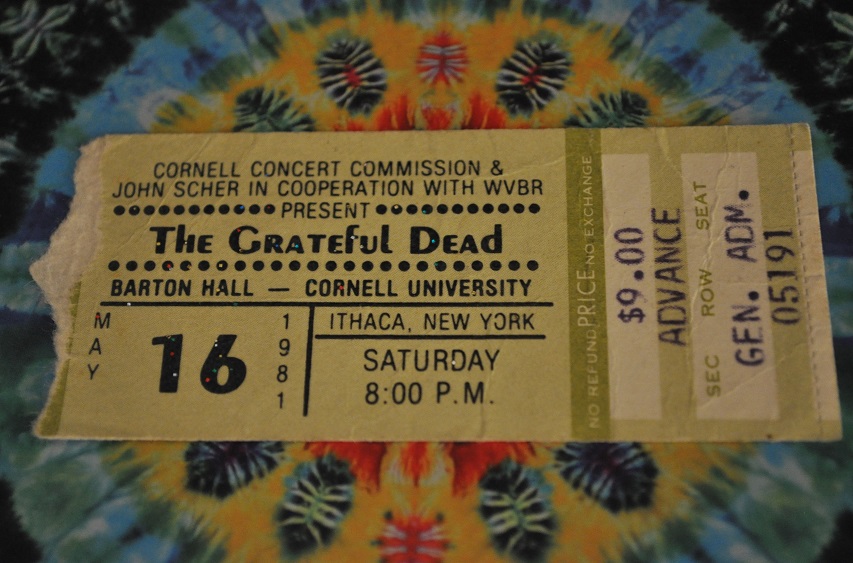 CORNELL CONCERT COMMISSION &
JOHN SCHER IN COOPERATION WITH WVBR
PRESENT
The Grateful Dead
BARTON HALL — CORNELL UNIVERSITY
MAY
16
1981
ITHACA, NEW YORK
SATURDAY
8:00 P.M.
NO REFUND PRICE NO EXCHANGE
$9.00
ADVANCE
SEC ROW SEAT
GEN. ADM.
05191